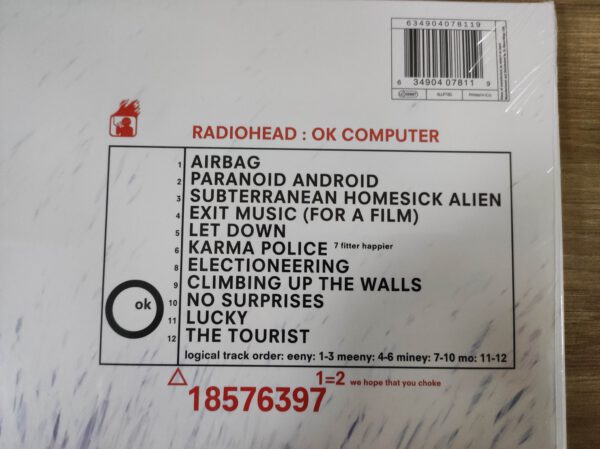 634904078119
6 34904 07811 9
RADIOHEAD : OK COMPUTER
1 AIRBAG
2 PARANOID ANDROID
3 SUBTERRANEAN HOMESICK ALIEN
4 EXIT MUSIC (FOR A FILM)
5 LET DOWN
6 KARMA POLICE 7 fitter happier
8 ELECTIONEERING
9 CLIMBING UP THE WALLS
10 NO SURPRISES
11 LUCKY
12 THE TOURIST
ok
logical track order: eeny: 1-3 meeny: 4-6 miney: 7-10 mo: 11-12
1=2 we hope that you choke
18576397